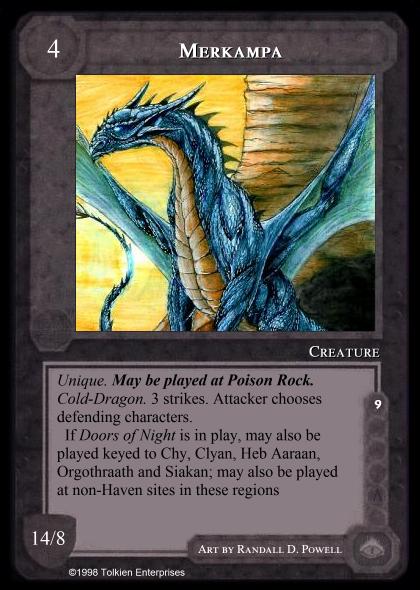 4
MERKAMPA
CREATURE
Unique. May be played at Poison Rock.
Cold-Dragon. 3 strikes. Attacker chooses
defending characters.
If Doors of Night is in play, may also be
played keyed to Chy, Clyan, Heb Aaraan,
Orgothraath and Siakan; may also be played
at non-Haven sites in these regions
9
14/8
ART BY RANDALL D. POWELL
©1998 Tolkien Enterprises